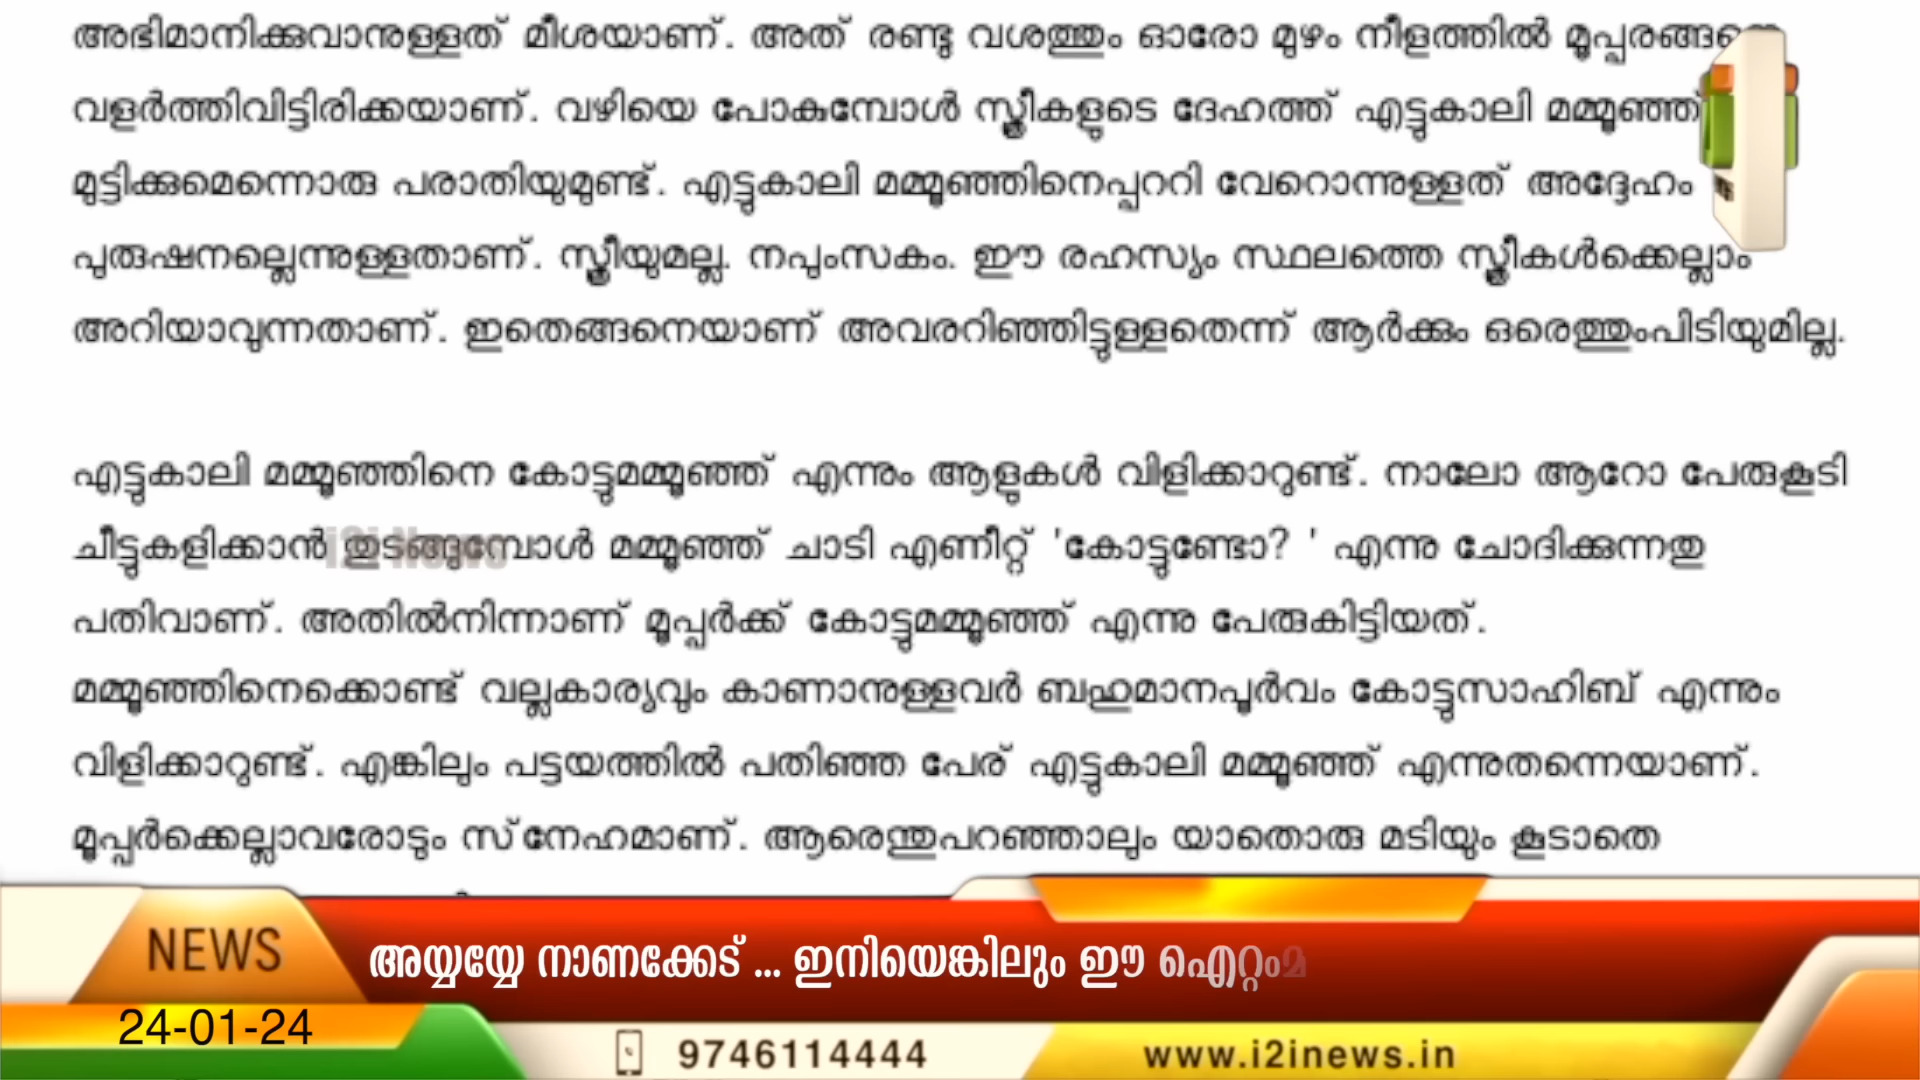 അഭിമാനിക്കുവാനുള്ളത് മീശയാണ്. അത് രണ്ടു വശത്തും ഓരോ മുഴം നീളത്തിൽ മൂപ്പരങ്ങനെ
വളർത്തിവിട്ടിരിക്കയാണ്. വഴിയെ പോകുമ്പോൾ സ്ത്രീകളുടെ ദേഹത്ത് എട്ടുകാലി മമ്മൂഞ്ഞ്
മുട്ടിക്കുമെന്നൊരു പരാതിയുമുണ്ട്. എട്ടുകാലി മമ്മൂഞ്ഞിനെപ്പററി വേറൊന്നുള്ളത് അദ്ദേഹം
പുരുഷനല്ലെന്നുള്ളതാണ്. സ്ത്രീയുമല്ല. നപുംസകം. ഈ രഹസ്യം സ്ഥലത്തെ സ്ത്രീകൾക്കെല്ലാം
അറിയാവുന്നതാണ്. ഇതെങ്ങനെയാണ് അവരറിഞ്ഞിട്ടുള്ളതെന്ന് ആർക്കും ഒരെത്തുംപിടിയുമില്ല.
എട്ടുകാലി മമ്മൂഞ്ഞിനെ കോട്ടുമമ്മൂഞ്ഞ് എന്നും ആളുകൾ വിളിക്കാറുണ്ട്. നാലോ ആറോ പേരുകൂടി
ചീട്ടുകളിക്കാൻ തുടങ്ങുമ്പോൾ മമ്മൂഞ്ഞ് ചാടി എണീറ്റ് 'കോട്ടുണ്ടോ? ' എന്നു ചോദിക്കുന്നതു
i2i News
പതിവാണ്. അതിൽനിന്നാണ് മൂപ്പർക്ക് കോട്ടുമമ്മൂഞ്ഞ് എന്നു പേരുകിട്ടിയത്.
മമ്മൂഞ്ഞിനെക്കൊണ്ട് വല്ലകാര്യവും കാണാനുള്ളവർ ബഹുമാനപൂർവം കോട്ടുസാഹിബ് എന്നും
വിളിക്കാറുണ്ട്. എങ്കിലും പട്ടയത്തിൽ പതിഞ്ഞ പേര് എട്ടുകാലി മമ്മൂഞ്ഞ് എന്നുതന്നെയാണ്.
മൂപ്പർക്കെല്ലാവരോടും സ്‌നേഹമാണ്. ആരെന്തുപറഞ്ഞാലും യാതൊരു മടിയും കൂടാതെ
NEWS
അയ്യയ്യേ നാണക്കേട് ... ഇനിയെങ്കിലും ഈ ഐറ്റംമ
24-01-24
9746114444
www.i2inews.in